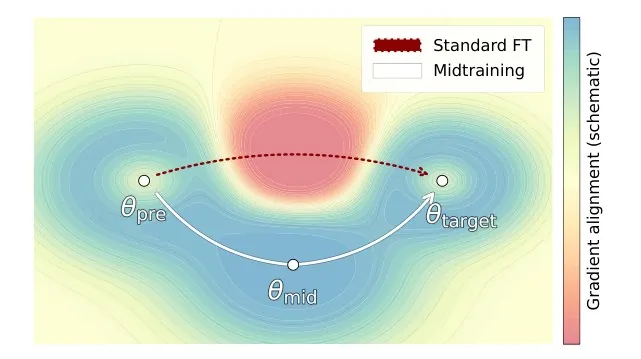 Standard FT
Midtraining
θpre
θtarget
θmid
Gradient alignment (schematic)